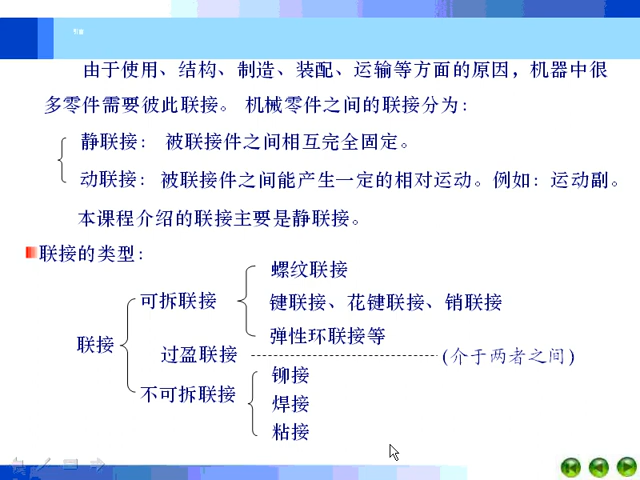 引言
由于使用、结构、制造、装配、运输等方面的原因，机器中很
多零件需要彼此联接。 机械零件之间的联接分为：
静联接： 被联接件之间相互完全固定。
动联接：被联接件之间能产生一定的相对运动。例如：运动副。
本课程介绍的联接主要是静联接。
联接的类型：
联接
可拆联接
螺纹联接
键联接、花键联接、销联接
弹性环联接等
过盈联接
(介于两者之间)
不可拆联接
铆接
焊接
粘接